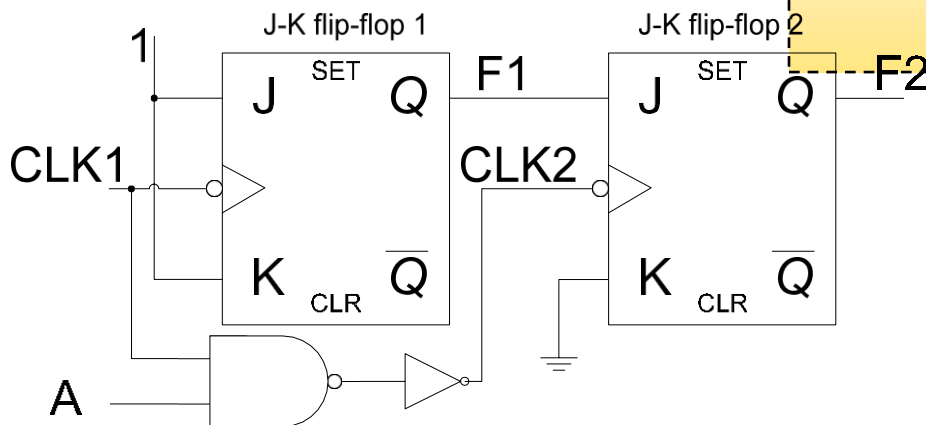 J-K flip-flop 1
J-K flip-flop 2
1
SET
SET
J
Q
F1
J
Q
F2
CLK1
CLK2
K
Q
K
Q
CLR
CLR
A